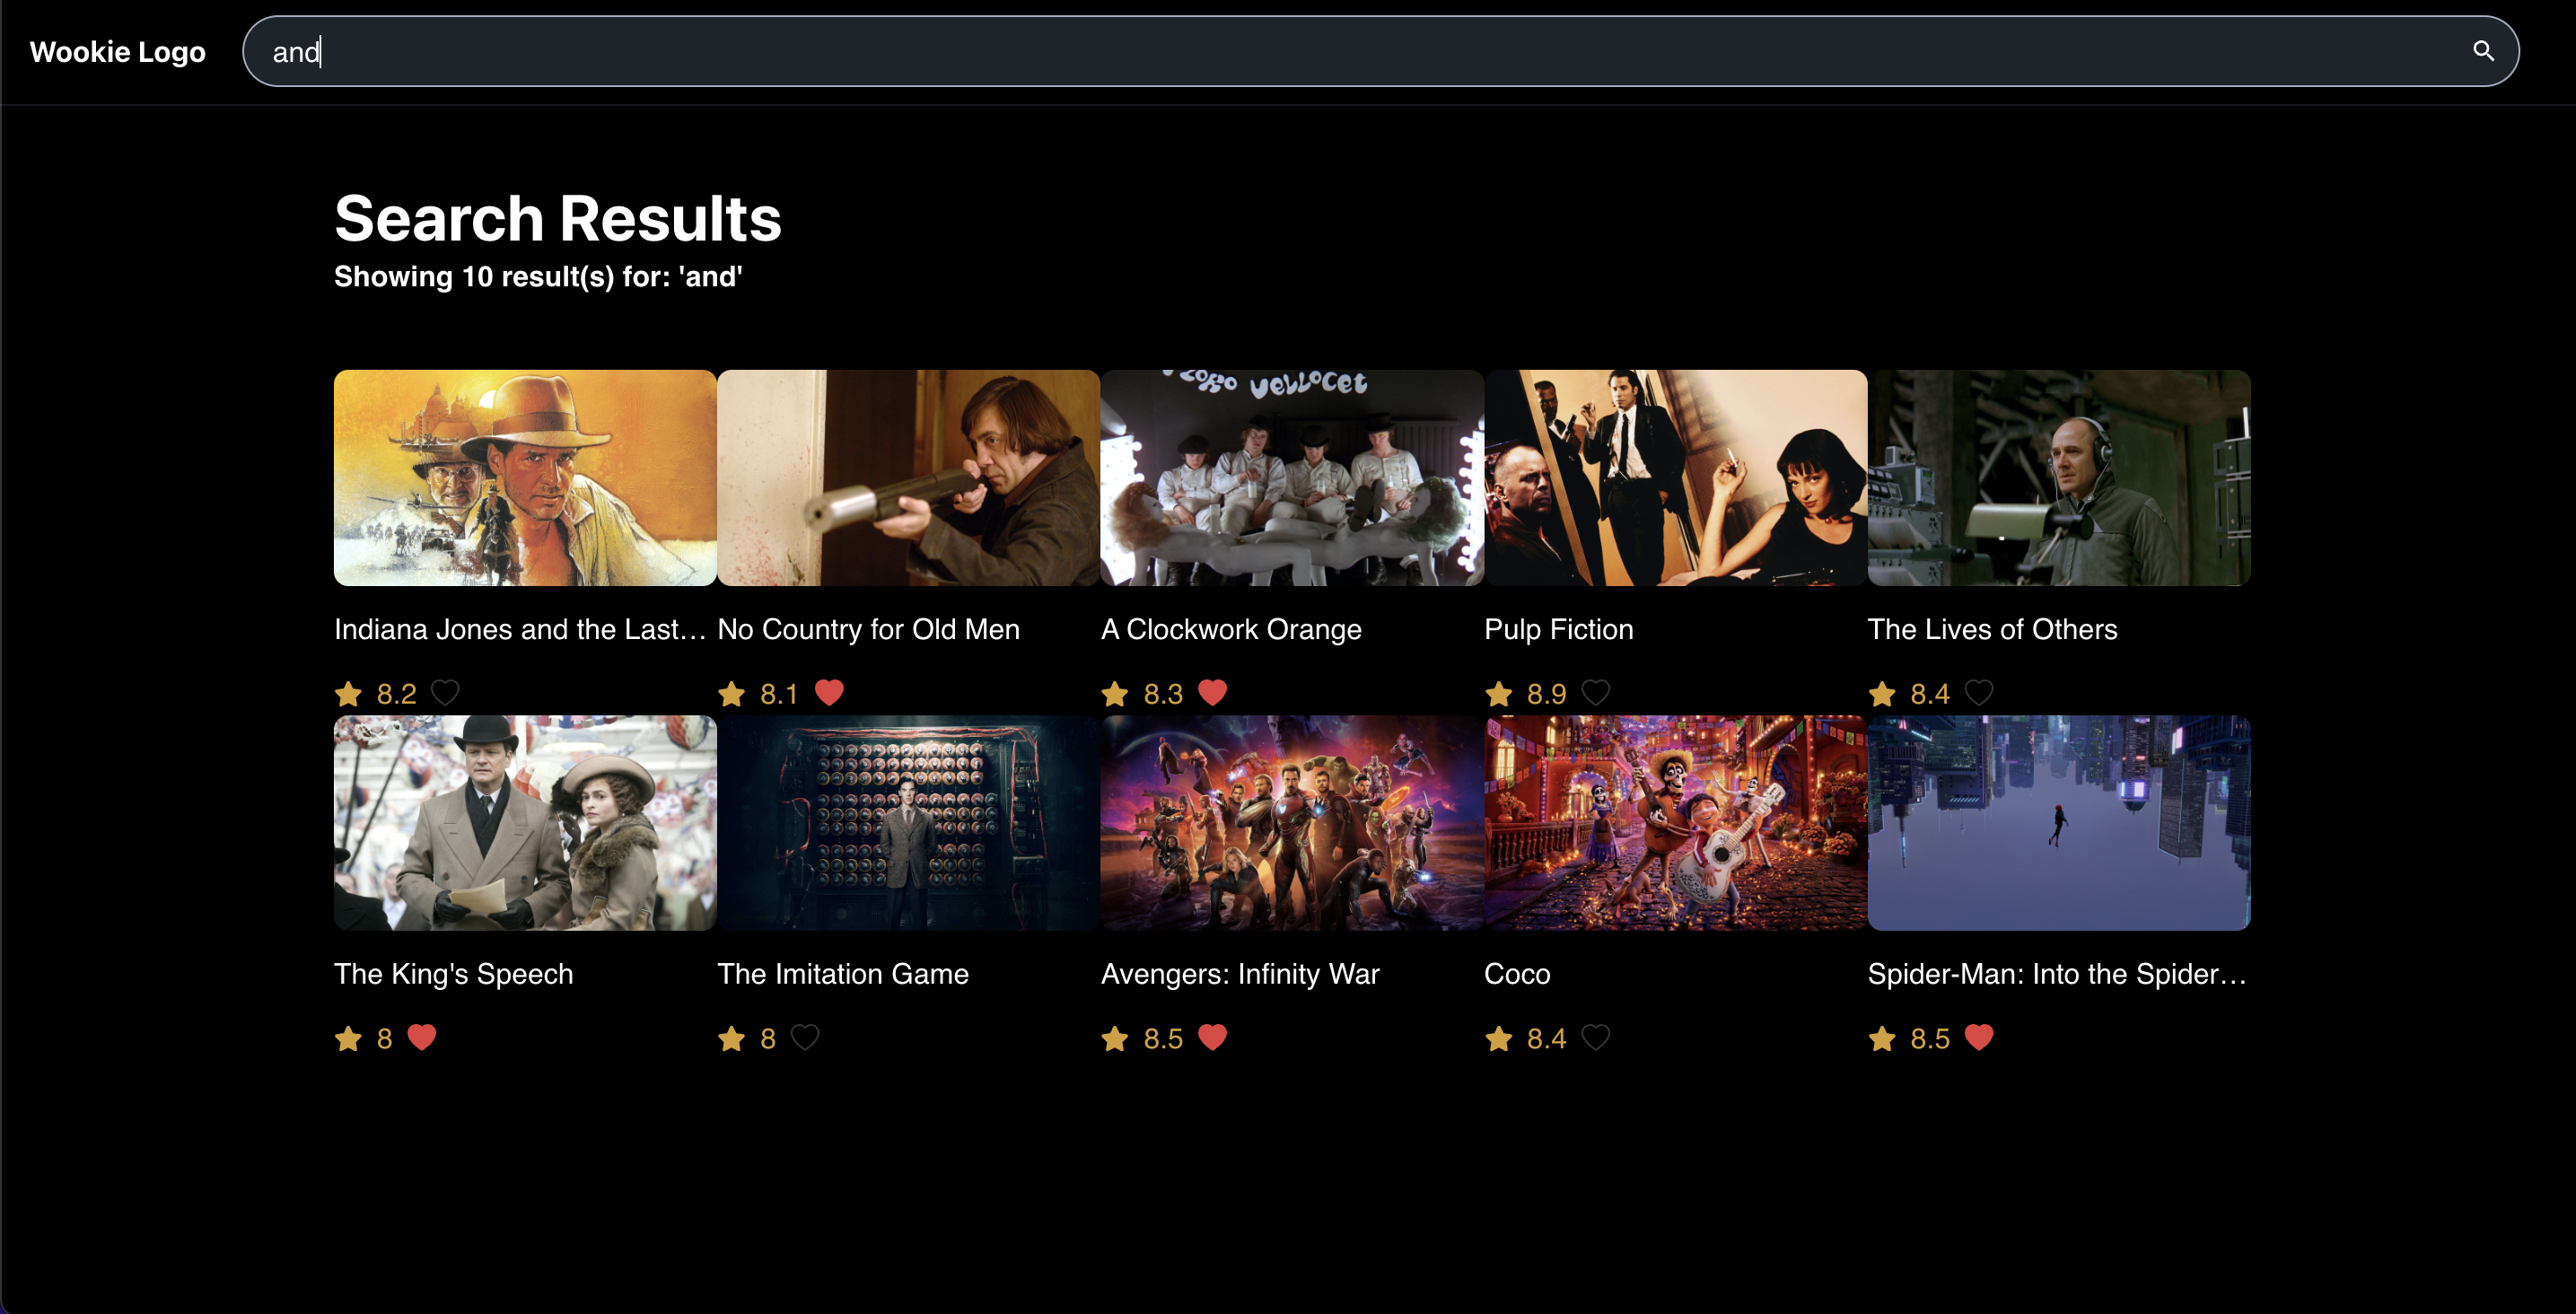 Wookie Logo
and
Search Results
Showing 10 result(s) for: 'and'
VELLOCET
Indiana Jones and the Last...
No Country for Old Men
A Clockwork Orange
Pulp Fiction
The Lives of Others
8.2
8.1
8.3
8.9
8.4
The King's Speech
The Imitation Game
Avengers: Infinity War
Coco
Spider-Man: Into the Spider...
8
8
8.5
8.4
8.5